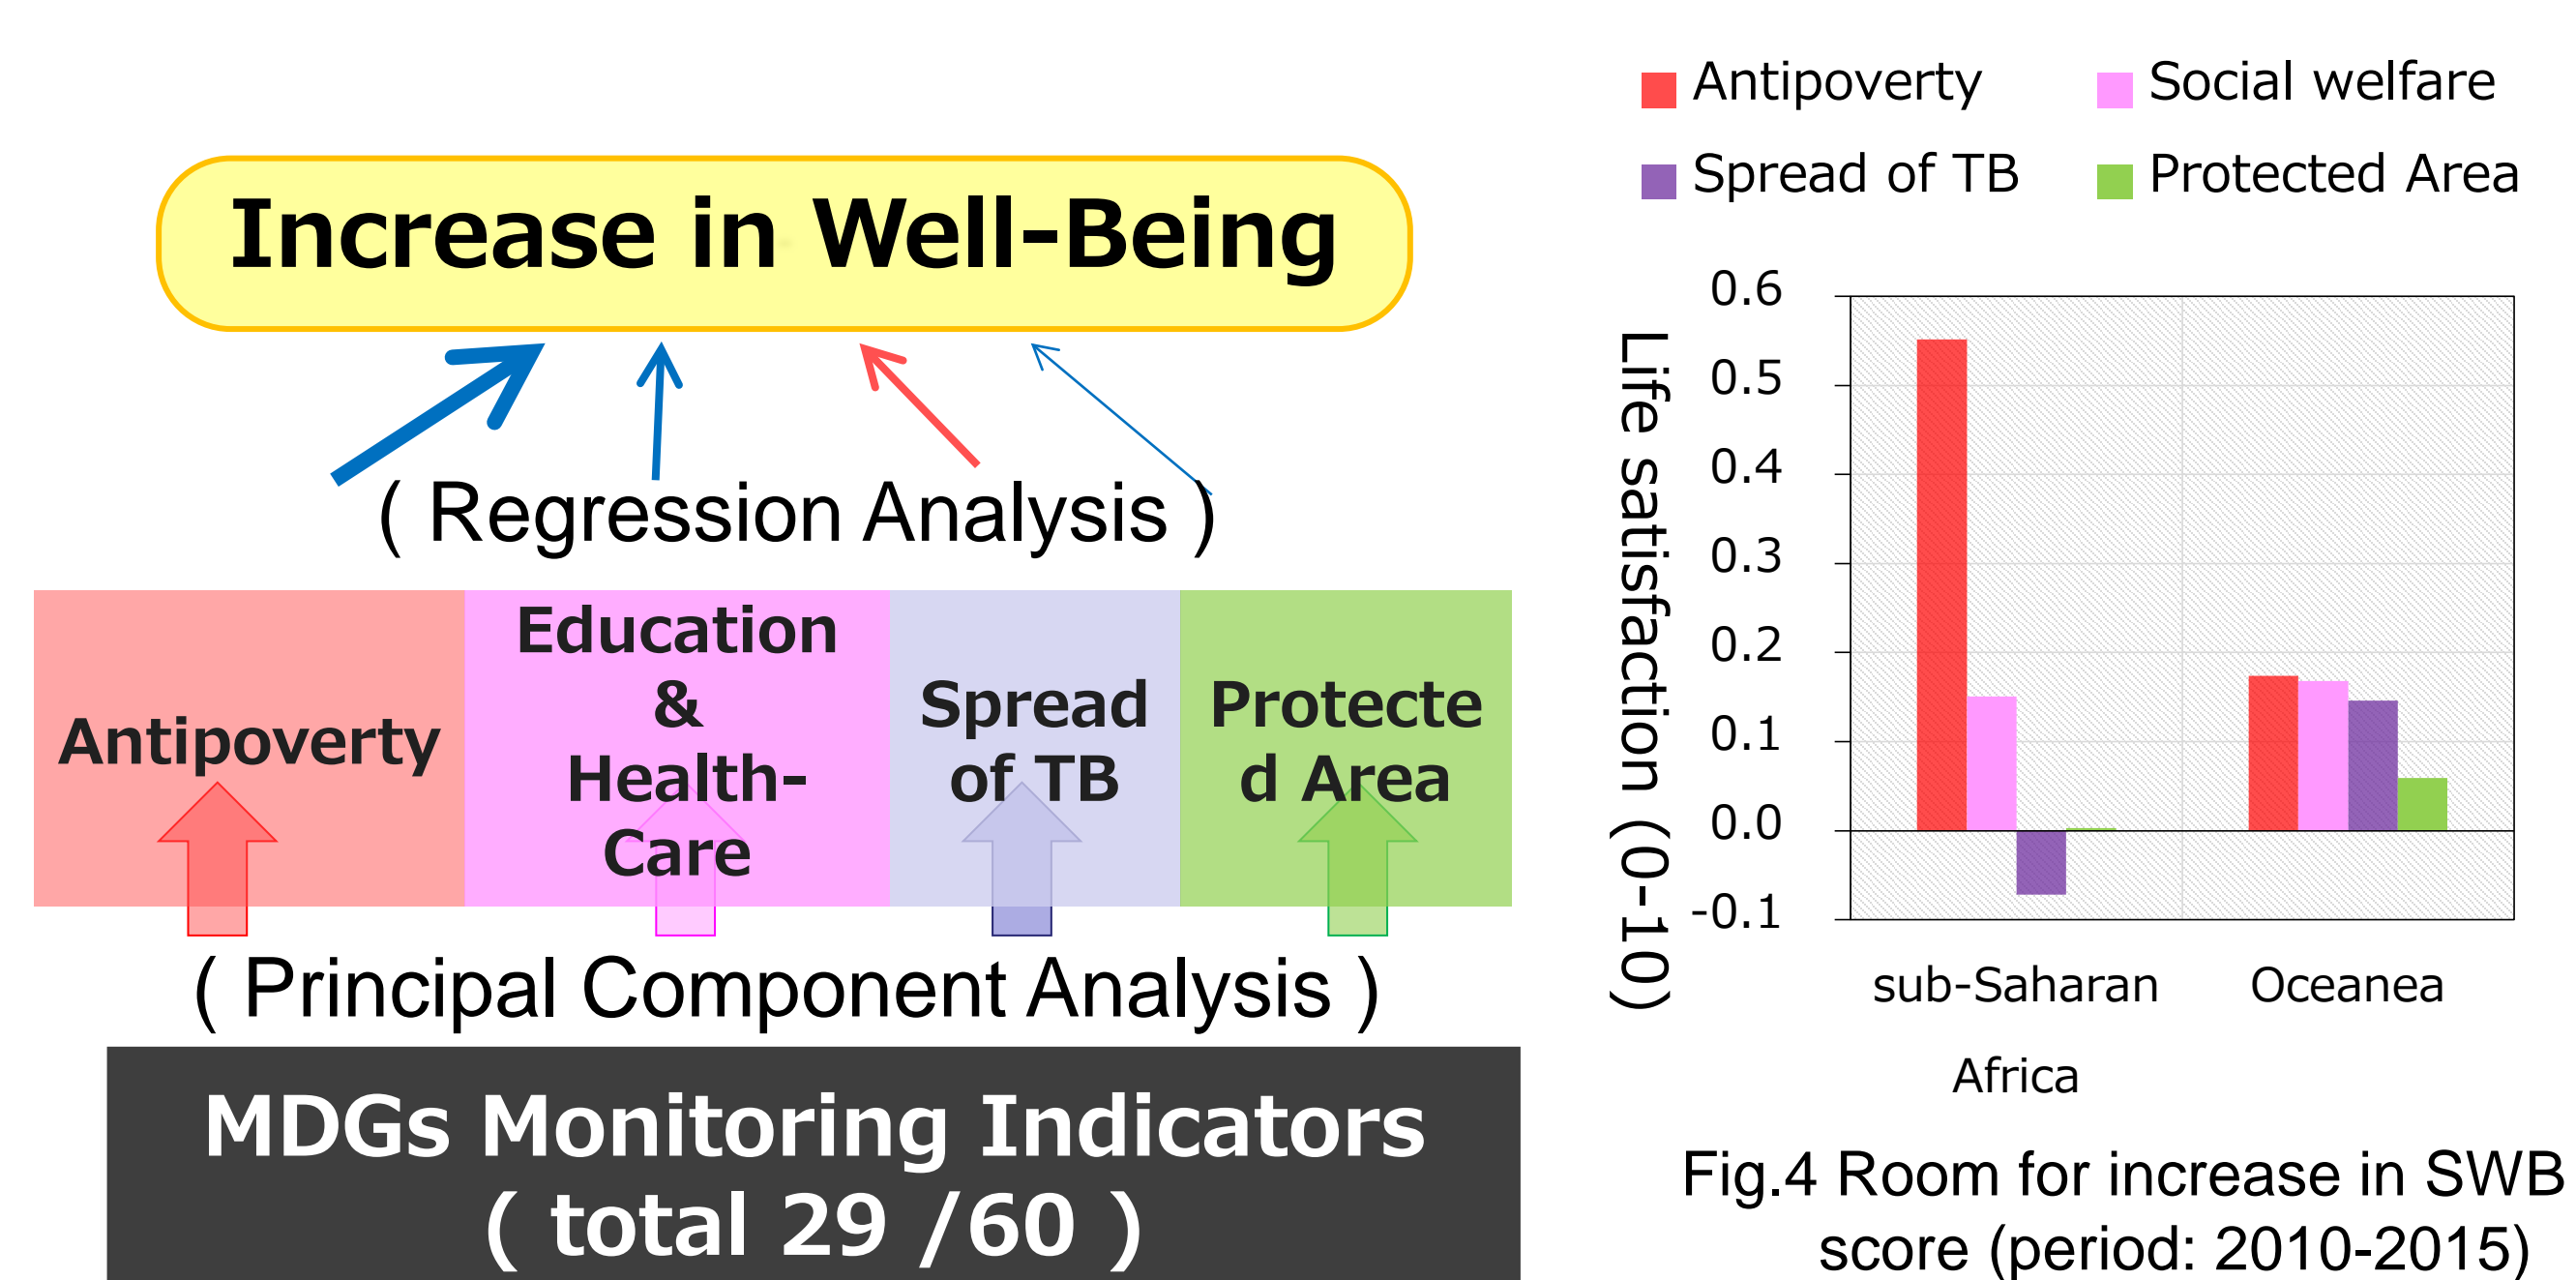 Increase in Well-Being
( Regression Analysis )
Antipoverty
Education
&
Health-
Care
Spread
of TB
Protecte
d Area
( Principal Component Analysis )
MDGs Monitoring Indicators
( total 29 /60 )
Antipoverty
Social welfare
Spread of TB
Protected Area
Life satisfaction (0-10)
0.6
0.5
0.4
0.3
0.2
0.1
0.0
-0.1
sub-Saharan
Africa
Oceanea
Fig.4 Room for increase in SWB
score (period: 2010-2015)